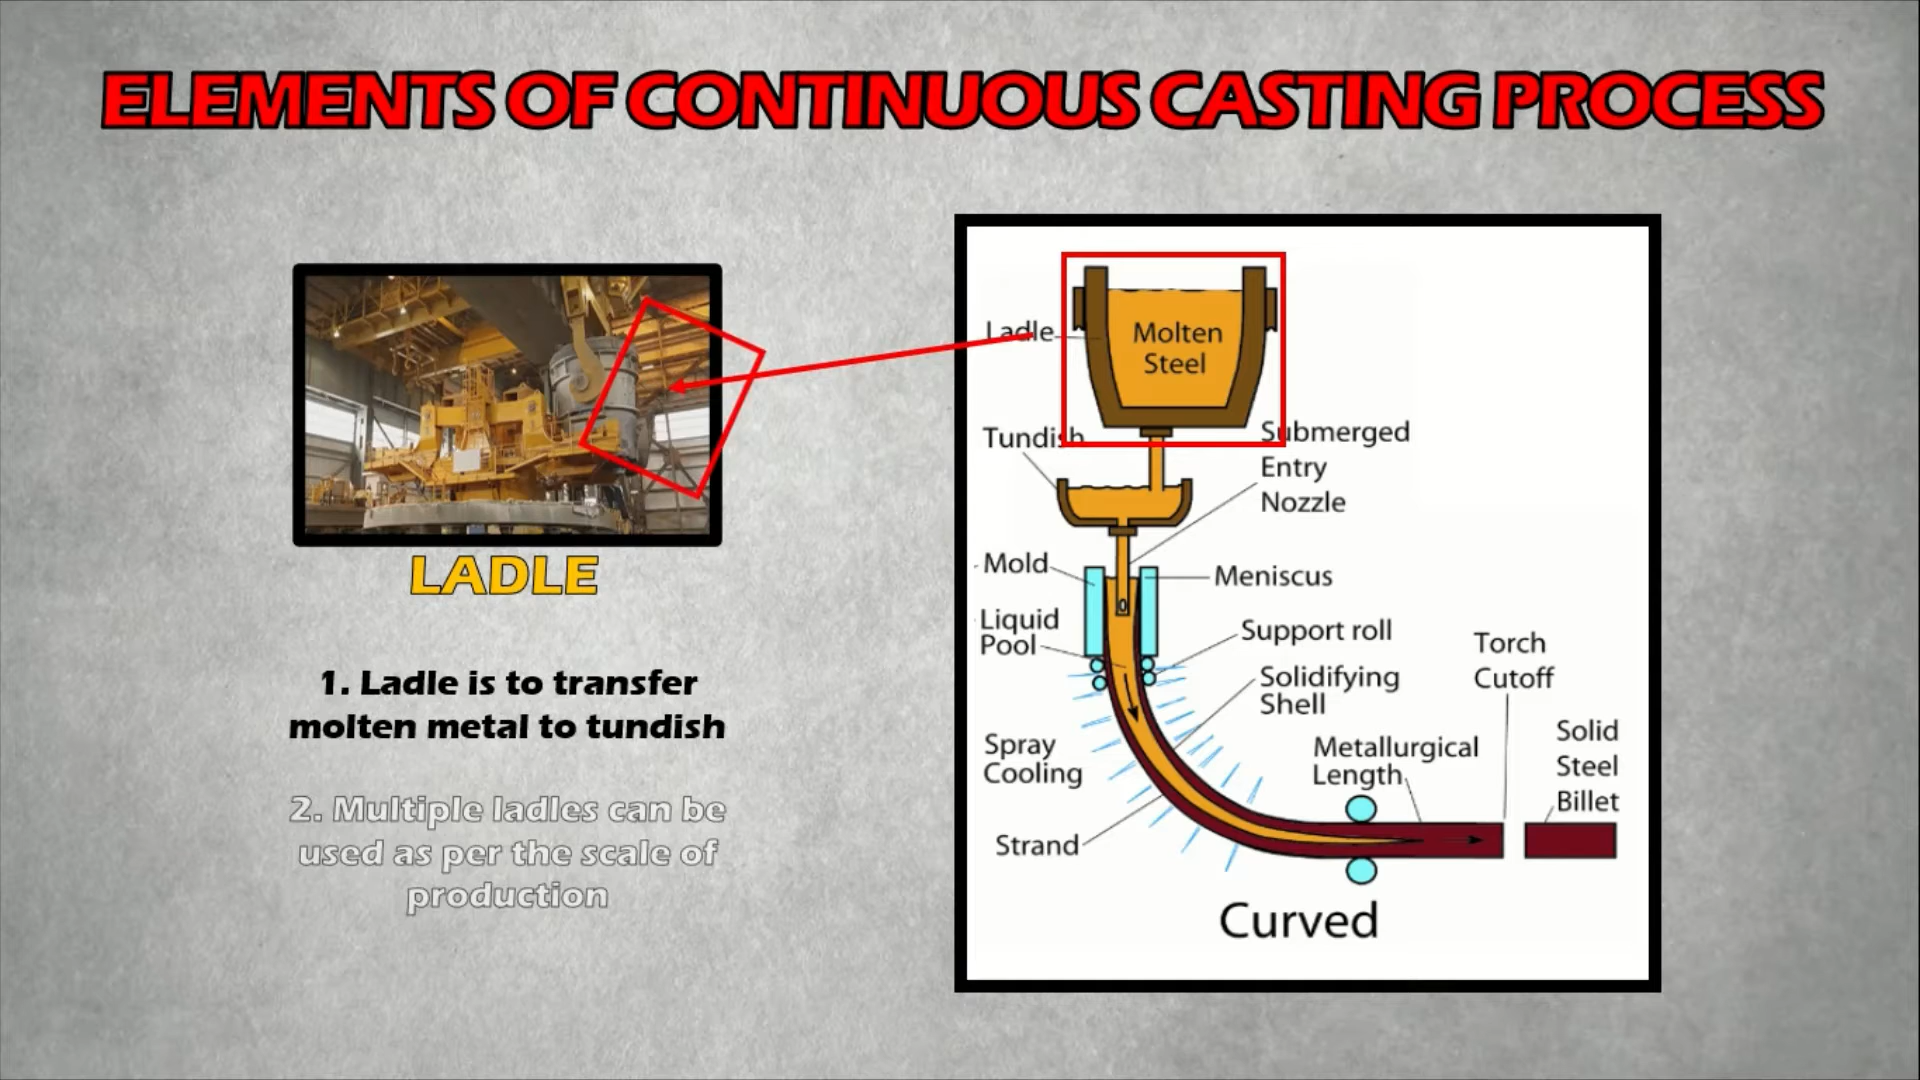 ELEMENTS OF CONTINUOUS CASTING PROCESS
LADLE
1. Ladle is to transfer
molten metal to tundish
2. Multiple ladles can be
used as per the scale of
production
Ladle
Molten
Steel
Tundish
Submerged
Entry
Nozzle
Mold
Meniscus
Liquid
Pool
Support roll
Solidifying
Shell
Torch
Cutoff
Spray
Cooling
Metallurgical
Length
Solid
Steel
Billet
Strand
Curved